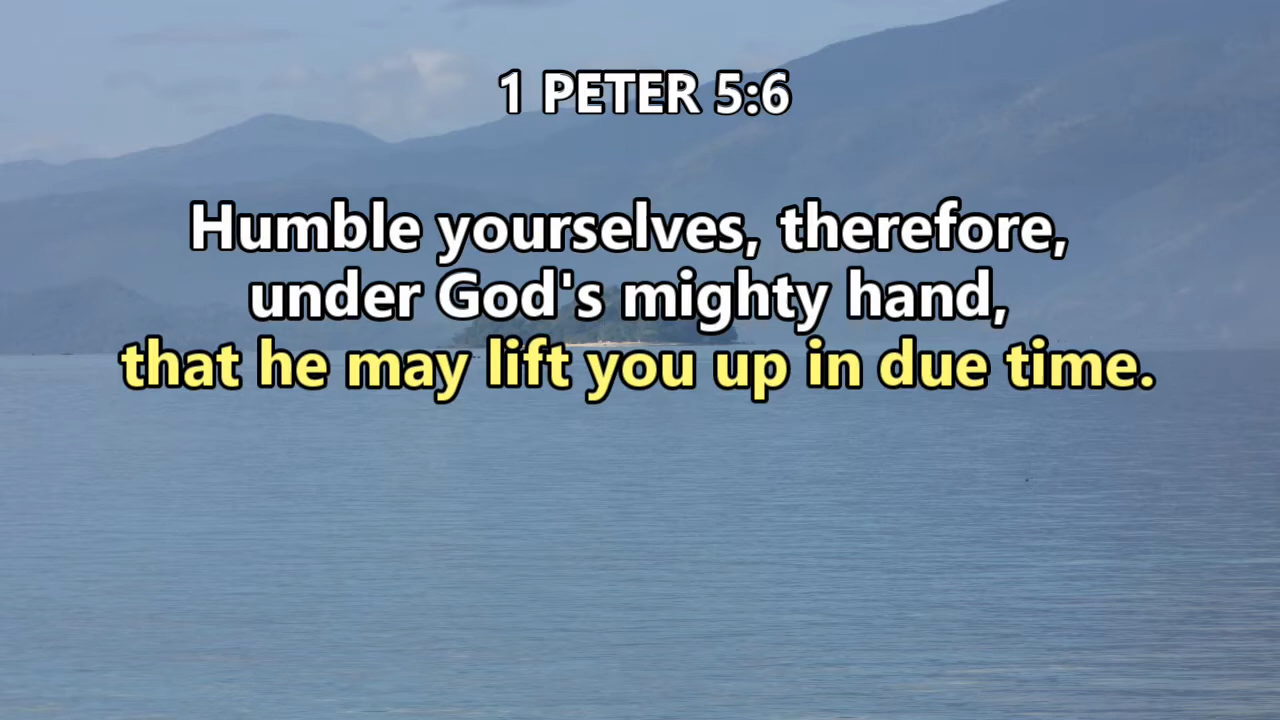 1 PETER 5:6
Humble yourselves, therefore,
under God's mighty hand,
that he may lift you up in due time.